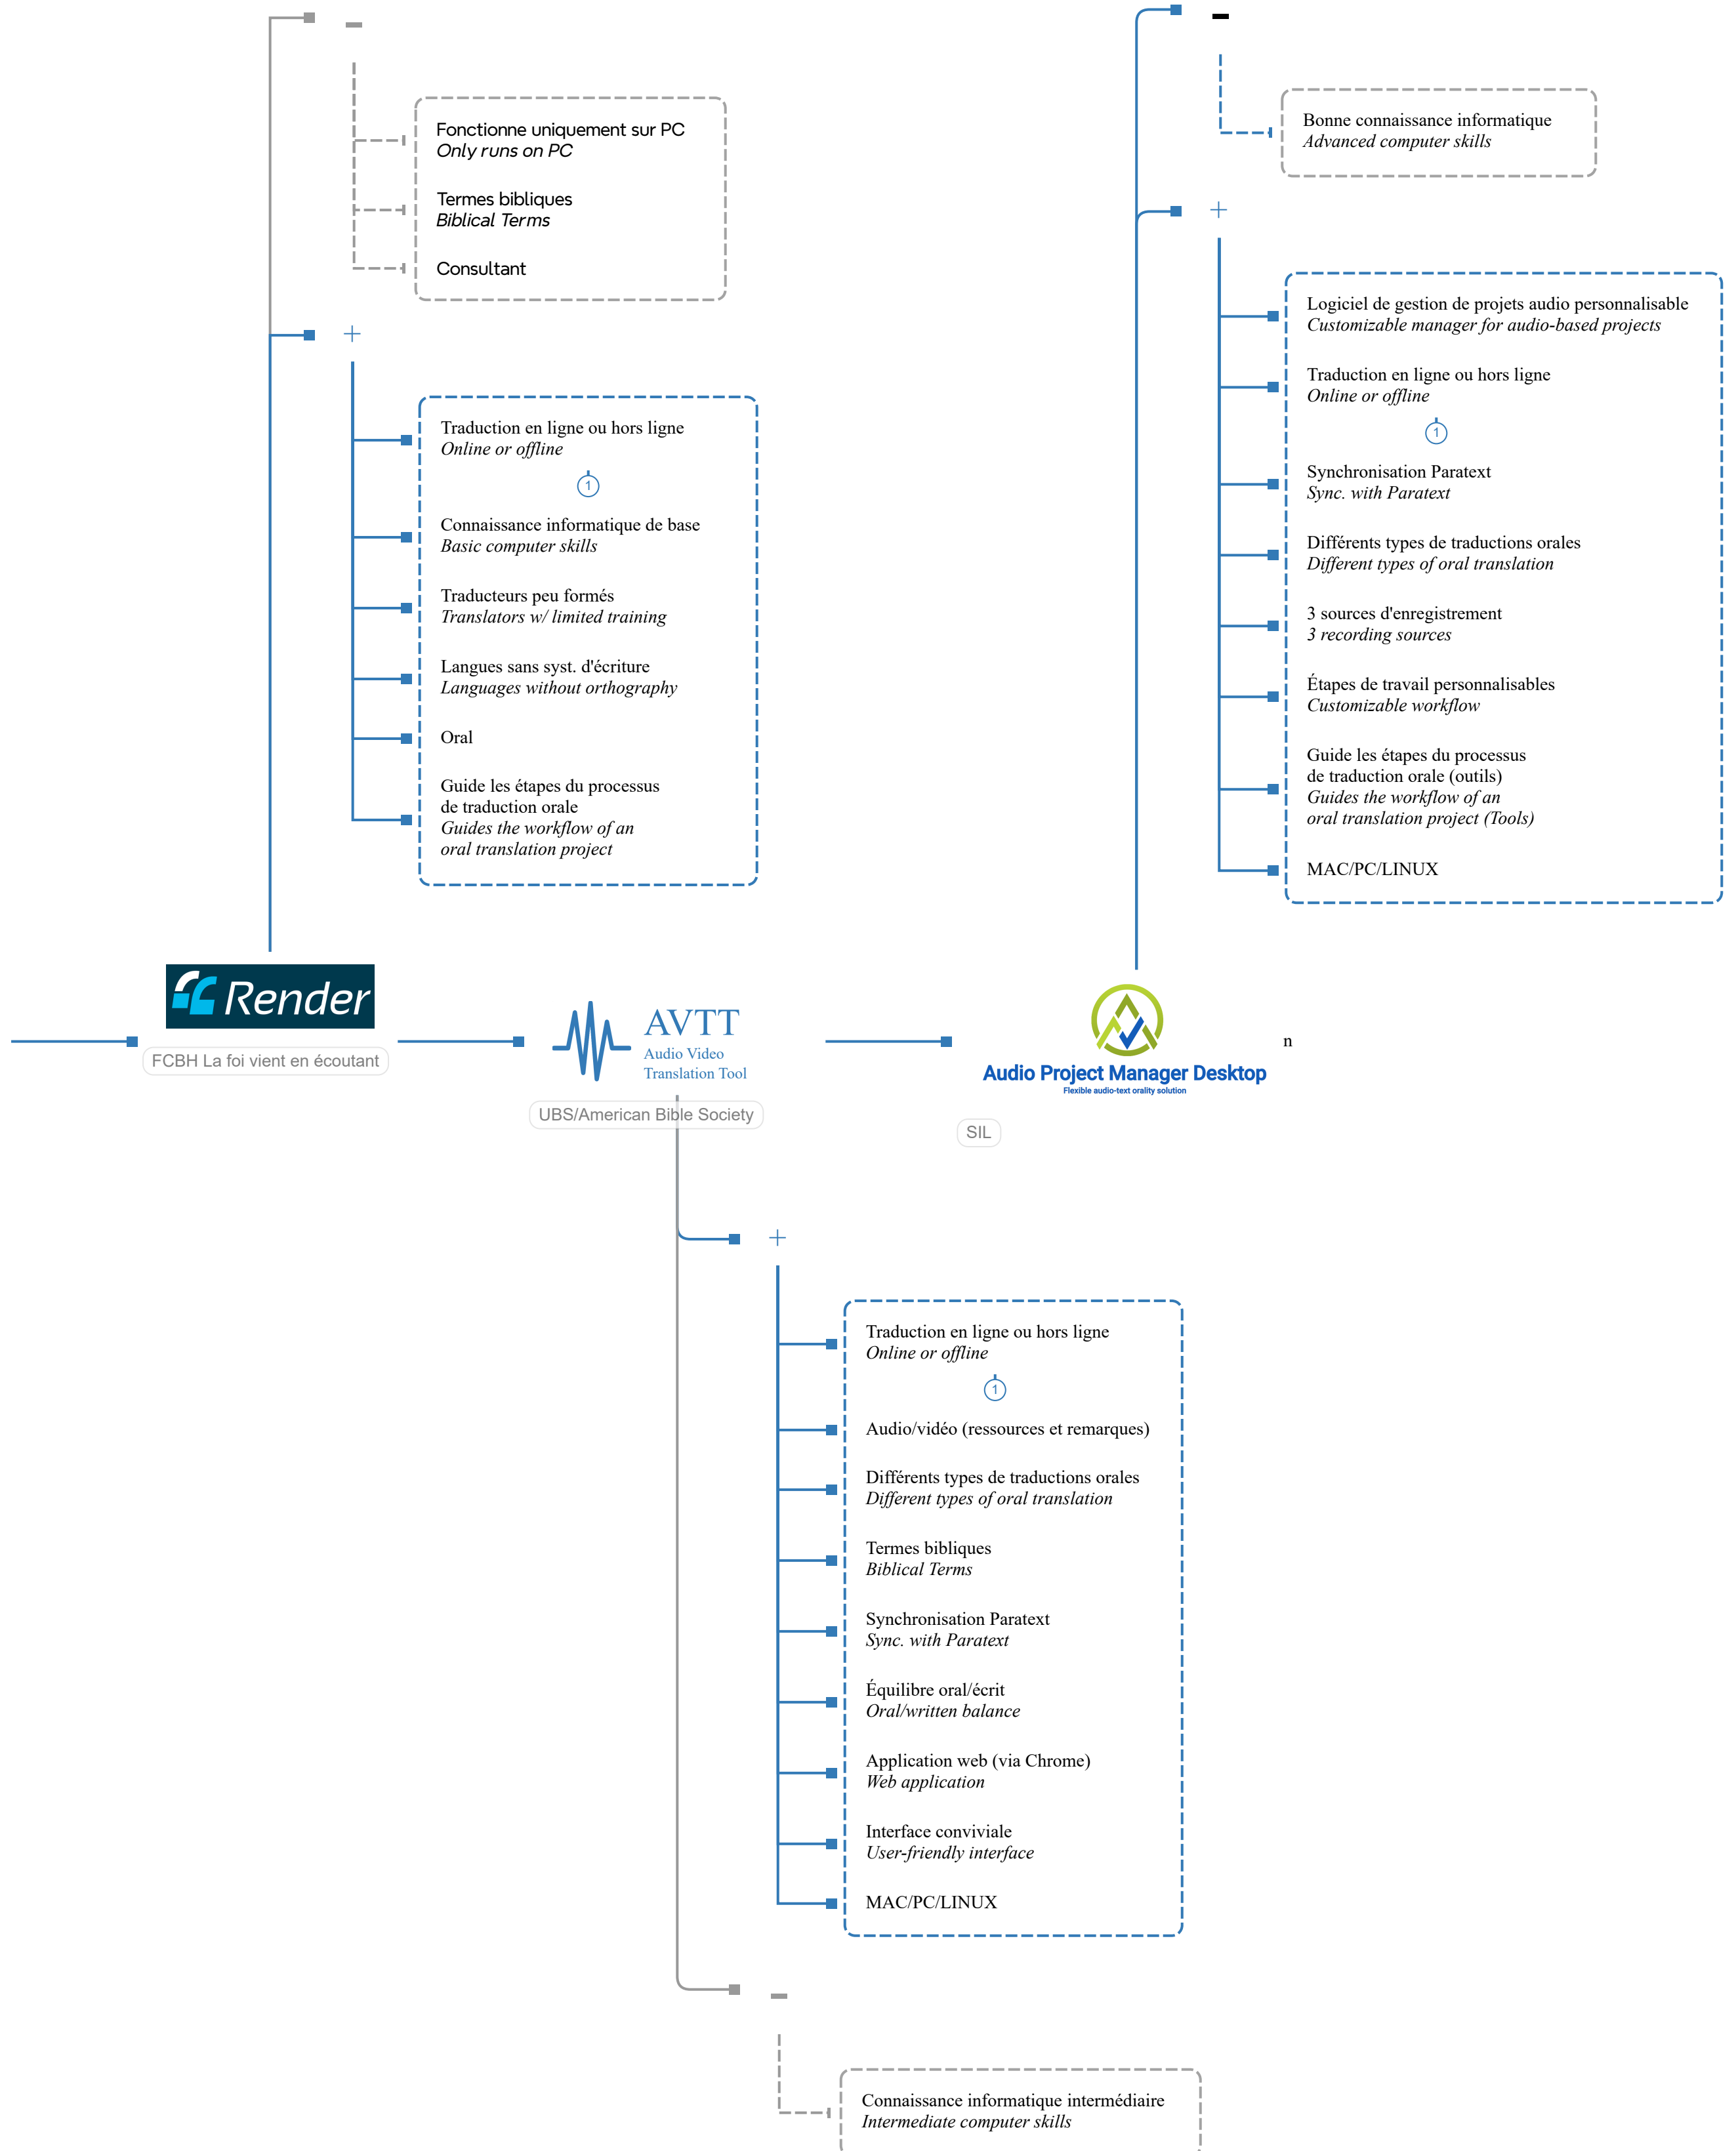 Fonctionne uniquement sur PC
Only runs on PC
Termes bibliques
Biblical Terms
Consultant
Traduction en ligne ou hors ligne
Online or offline
1
Connaissance informatique de base
Basic computer skills
Traducteurs peu formés
Translators w/ limited training
Langues sans syst. d'écriture
Languages without orthography
Oral
Guide les étapes du processus
de traduction orale
Guides the workflow of an
oral translation project
Render
FCBH La foi vient en écoutant
AVTT
Audio Video
Translation Tool
UBS/American Bible Society
Traduction en ligne ou hors ligne
Online or offline
1
Audio/vidéo (ressources et remarques)
Différents types de traductions orales
Different types of oral translation
Termes bibliques
Biblical Terms
Synchronisation Paratext
Sync. with Paratext
Équilibre oral/écrit
Oral/written balance
Application web (via Chrome)
Web application
Interface conviviale
User-friendly interface
MAC/PC/LINUX
Connaissance informatique intermédiaire
Intermediate computer skills
Bonne connaissance informatique
Advanced computer skills
Logiciel de gestion de projets audio personnalisable
Customizable manager for audio-based projects
Traduction en ligne ou hors ligne
Online or offline
1
Synchronisation Paratext
Sync. with Paratext
Différents types de traductions orales
Different types of oral translation
3 sources d'enregistrement
3 recording sources
Étapes de travail personnalisables
Customizable workflow
Guide les étapes du processus
de traduction orale (outils)
Guides the workflow of an
oral translation project (Tools)
MAC/PC/LINUX
Audio Project Manager Desktop
Flexible audio-text orality solution
n
SIL